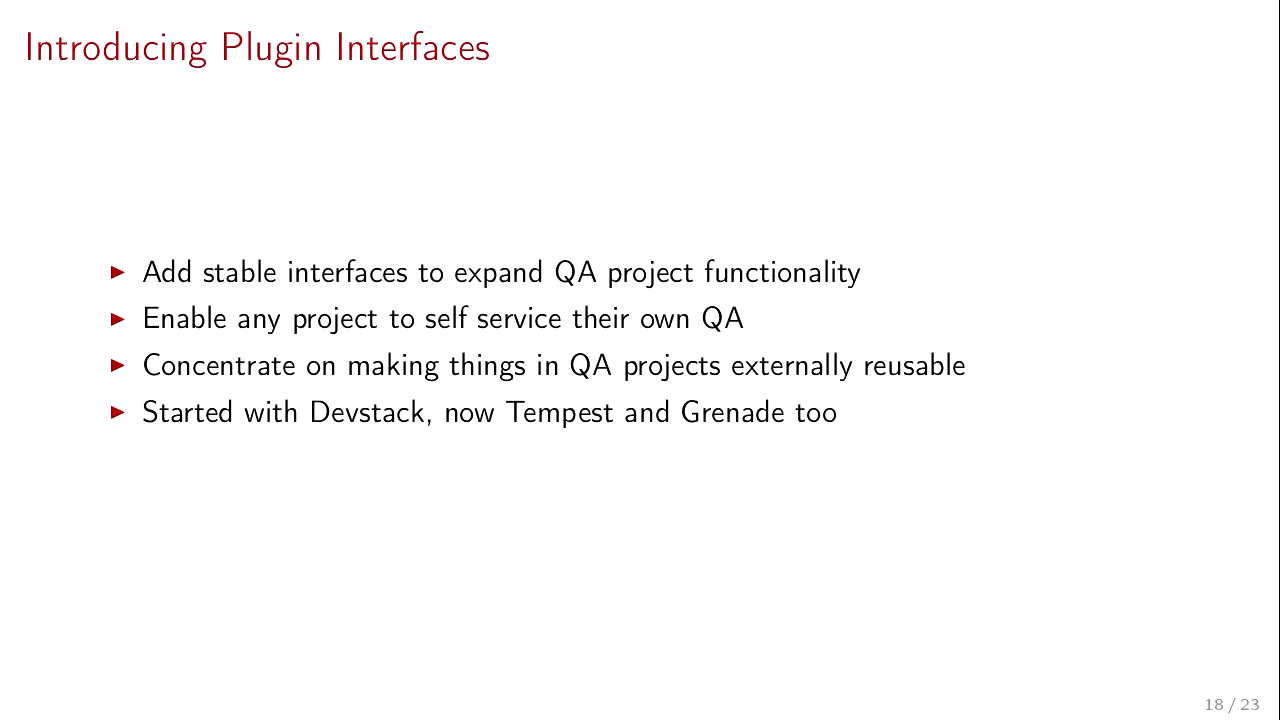 Introducing Plugin Interfaces
▶ Add stable interfaces to expand QA project functionality
▶ Enable any project to self service their own QA
▶ Concentrate on making things in QA projects externally reusable
▶ Started with Devstack, now Tempest and Grenade too
18 / 23